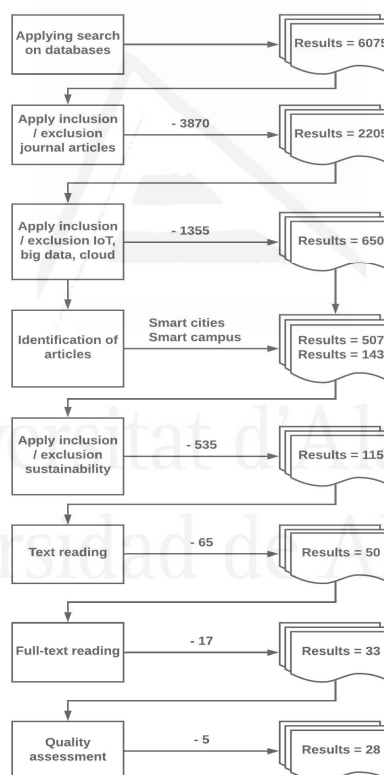 Applying search
on databases
Results = 6075
Apply inclusion
/ exclusion
journal articles
- 3870
Results = 2205
Apply inclusion
/ exclusion IoT,
big data, cloud
- 1355
Results = 650
Identification of
articles
Smart cities
Smart campus
Results = 507
Results = 143
Apply inclusion
/ exclusion
sustainability
- 535
Results = 115
Text reading
- 65
Results = 50
Full-text reading
- 17
Results = 33
Quality
assessment
- 5
Results = 28